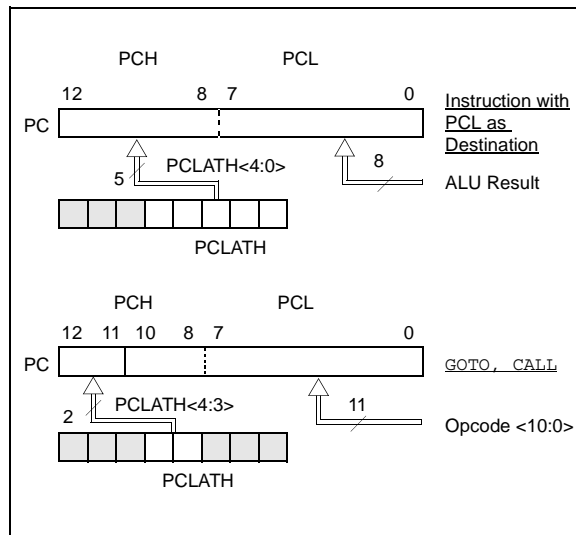 PCH PCL
12 8 7 0
Instruction with
PCL as
Destination
PC
PCLATH<4:0>
5
8
ALU Result
PCLATH
PCH PCL
12 11 10 8 7 0
PC
GOTO, CALL
PCLATH<4:3>
2
11
Opcode <10:0>
PCLATH